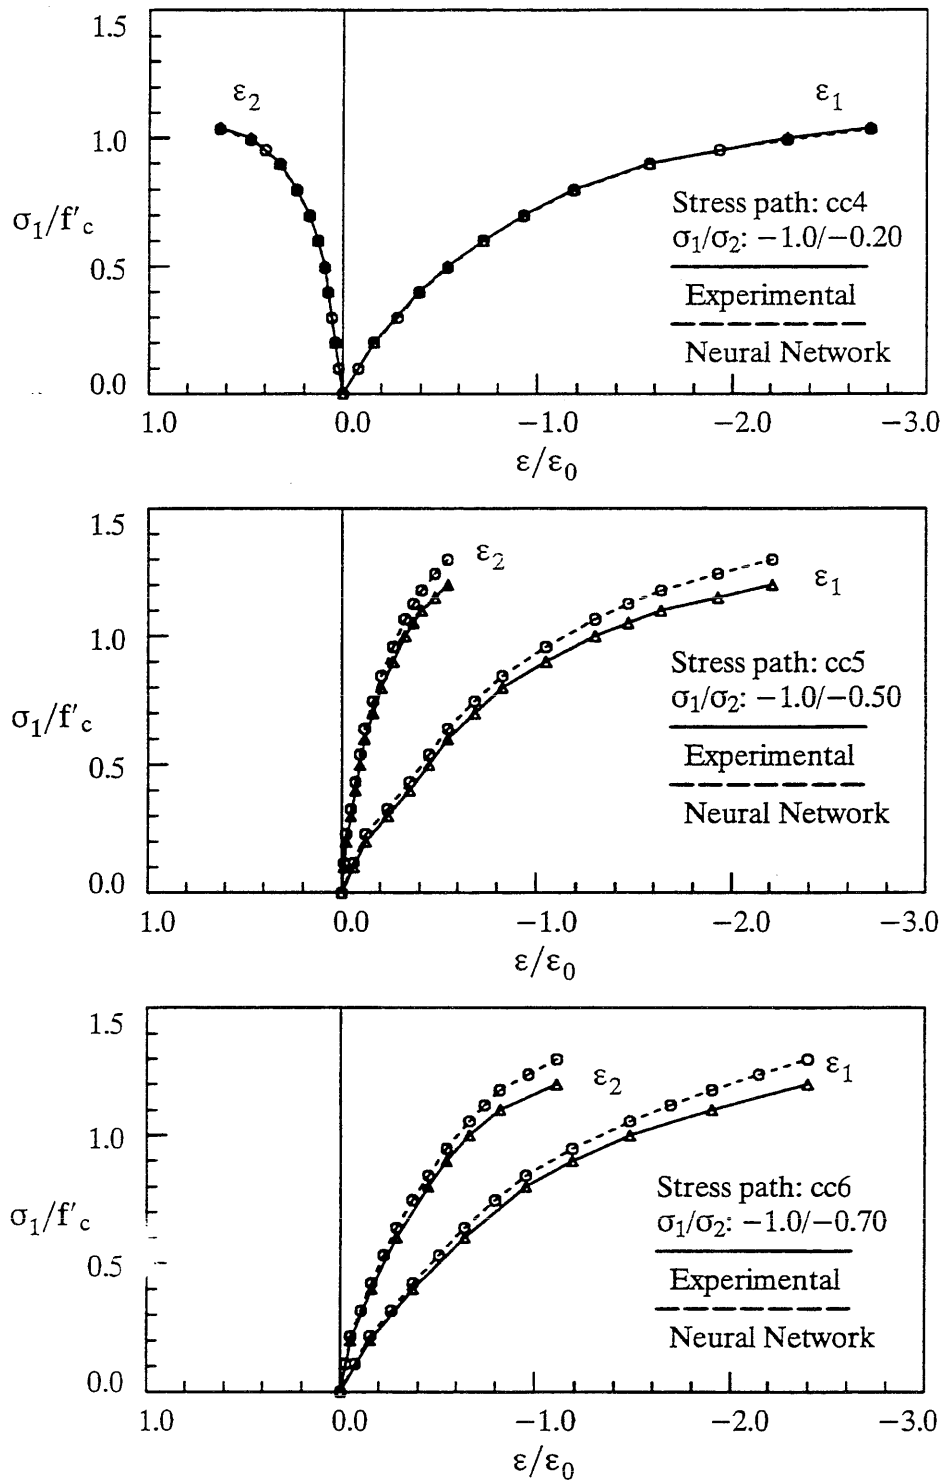 1.5
ε2
ε1
1.0
σ1/f′c
Stress path: cc4
σ1/σ2: −1.0/−0.20
0.5
Experimental
Neural Network
0.0
1.0 0.0 −1.0 −2.0 −3.0
ε/ε0
1.5
ε2
ε1
1.0
Stress path: cc5
σ1/σ2: −1.0/−0.50
σ1/f′c
0.5
Experimental
Neural Network
0.0
1.0 0.0 −1.0 −2.0 −3.0
ε/ε0
1.5
ε2
ε1
1.0
Stress path: cc6
σ1/f′c
σ1/σ2: −1.0/−0.70
0.5
Experimental
Neural Network
0.0
1.0 0.0 −1.0 −2.0 −3.0
ε/ε0